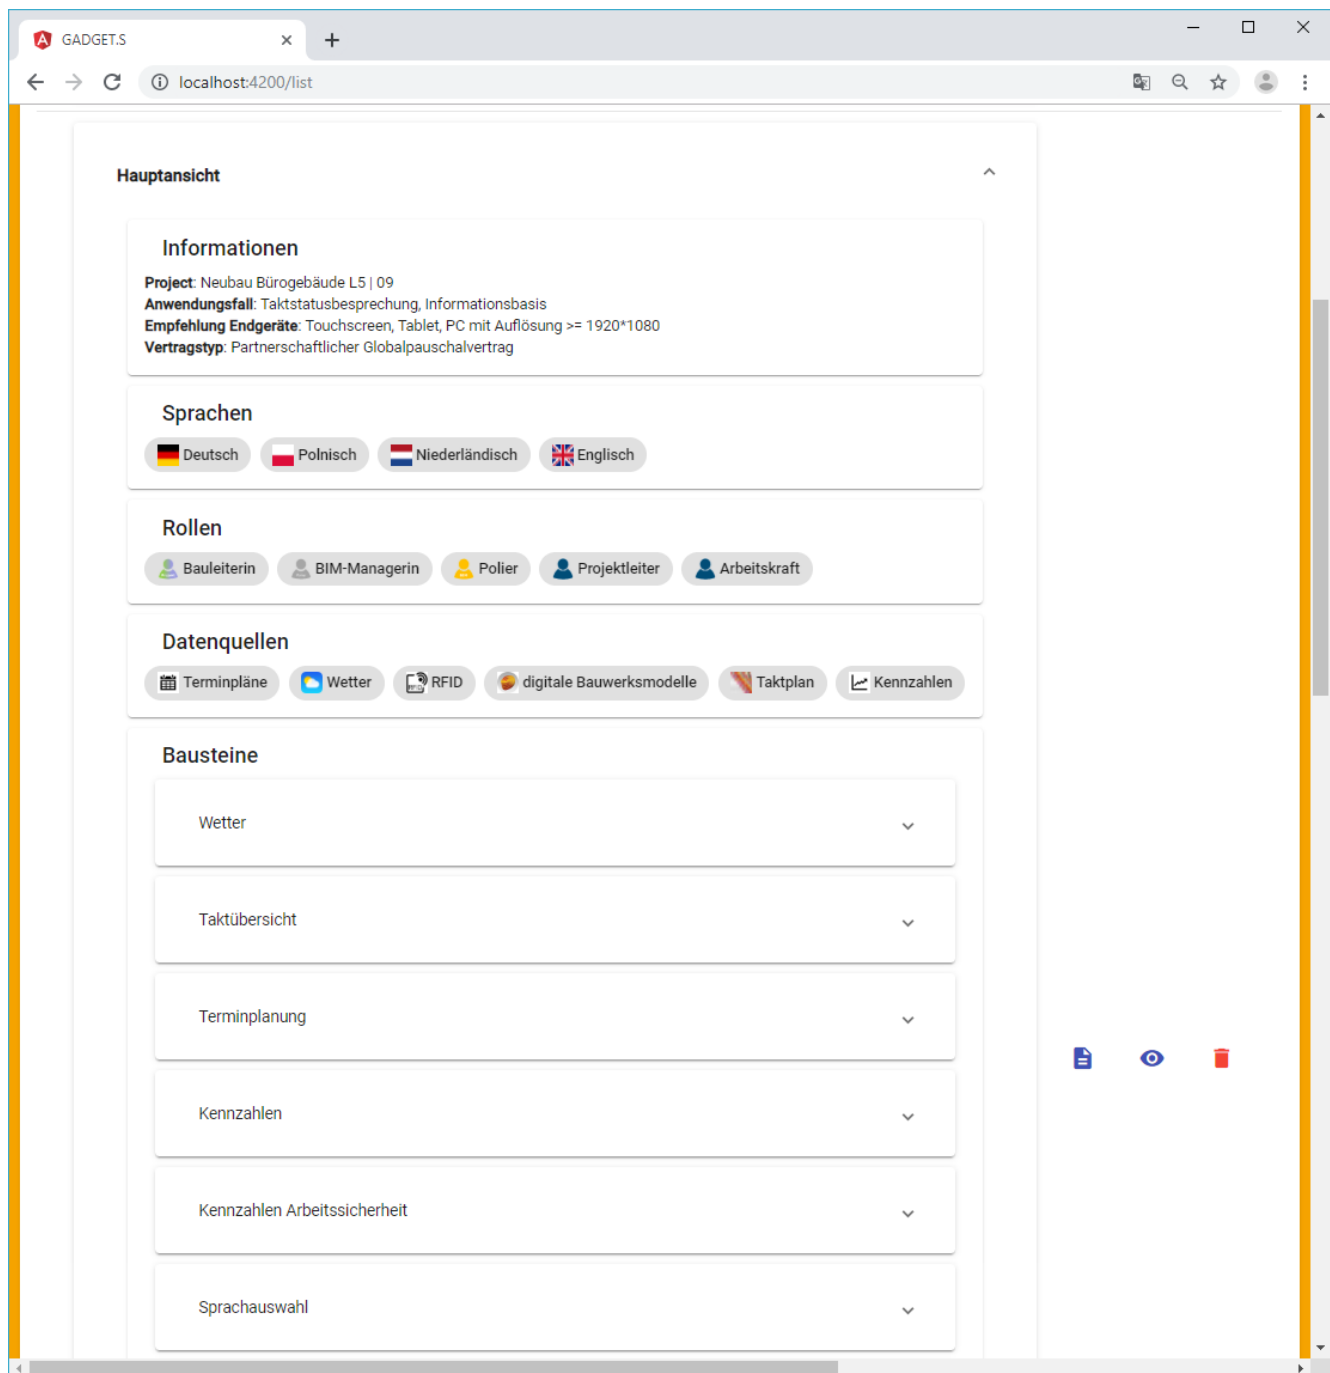 GADGET.S
localhost:4200/list
Hauptansicht
Informationen
Project: Neubau Bürogebäude L5 | 09
Anwendungsfall: Taktstatusbesprechung, Informationsbasis
Empfehlung Endgeräte: Touchscreen, Tablet, PC mit Auflösung >= 1920*1080
Vertragstyp: Partnerschaftlicher Globalpauschalvertrag
Sprachen
Deutsch Polnisch Niederländisch Englisch
Rollen
Bauleiterin BIM-Managerin Polier Projektleiter Arbeitskraft
Datenquellen
Terminpläne Wetter RFID digitale Bauwerksmodelle Taktplan Kennzahlen
Bausteine
Wetter
Taktübersicht
Terminplanung
Kennzahlen
Kennzahlen Arbeitssicherheit
Sprachauswahl